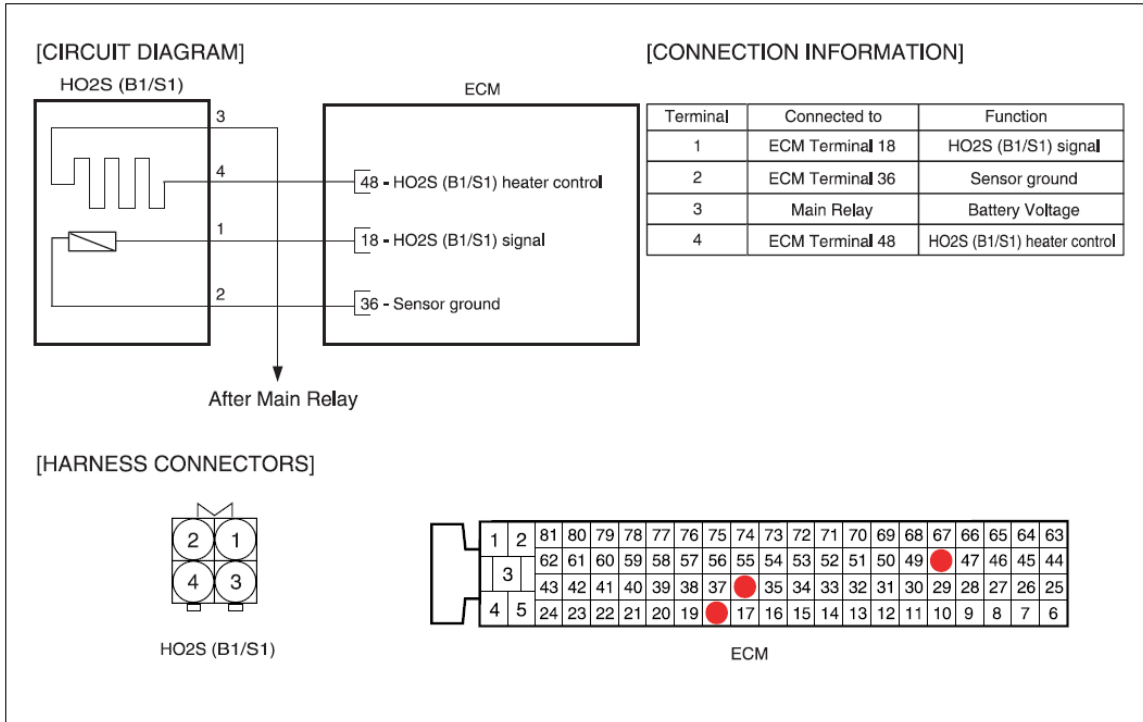 [CIRCUIT DIAGRAM]
HO2S (B1/S1)
ECM
3
4
1
2
48 - HO2S (B1/S1) heater control
18 - HO2S (B1/S1) signal
36 - Sensor ground
After Main Relay
[CONNECTION INFORMATION]
Terminal Connected to Function
1 ECM Terminal 18 HO2S (B1/S1) signal
2 ECM Terminal 36 Sensor ground
3 Main Relay Battery Voltage
4 ECM Terminal 48 HO2S (B1/S1) heater control
[HARNESS CONNECTORS]
2 1
4 3
HO2S (B1/S1)
1 2
3
4 5
81 80 79 78 77 76 75 74 73 72 71 70 69 68 67 66 65 64 63
62 61 60 59 58 57 56 55 54 53 52 51 50 49 47 46 45 44
43 42 41 40 39 38 37 35 34 33 32 31 30 29 28 27 26 25
24 23 22 21 20 19 17 16 15 14 13 12 11 10 9 8 7 6
ECM